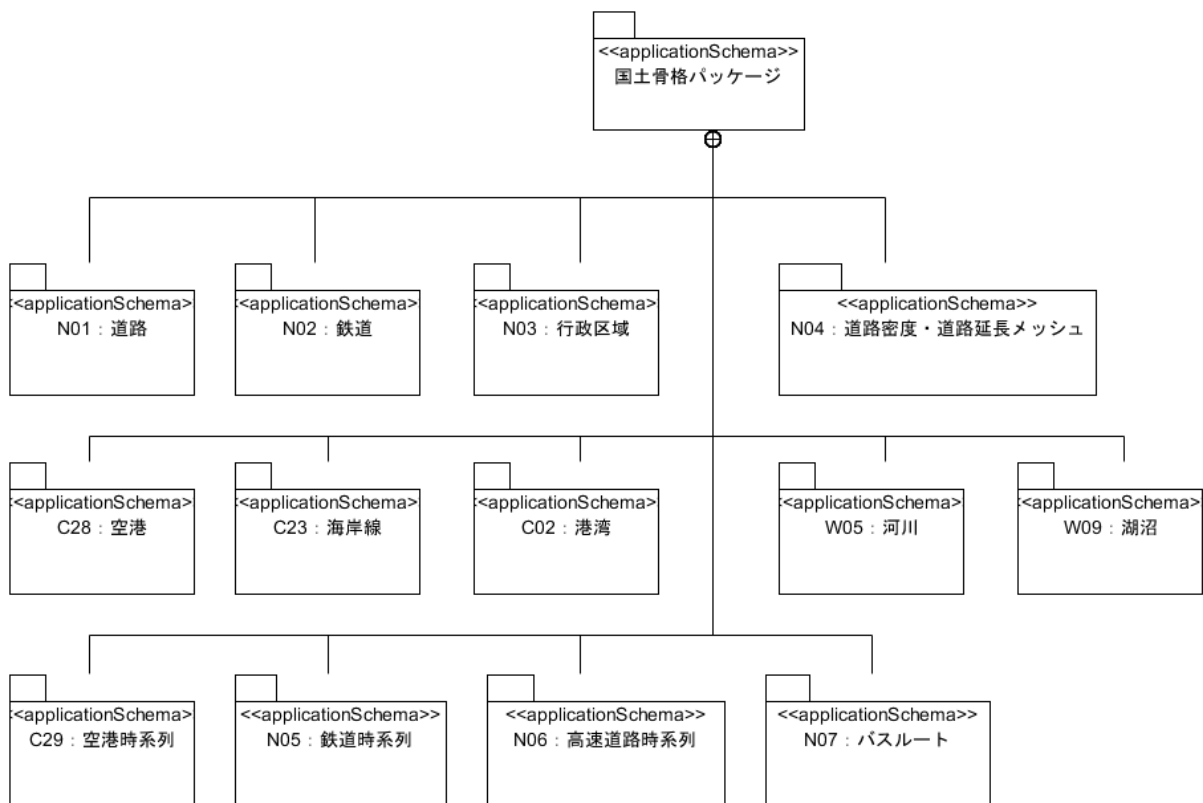 <<applicationSchema>>
国土骨格パッケージ
<<applicationSchema>
N01：道路
<<applicationSchema>
N02：鉄道
<<applicationSchema>
N03：行政区域
<<applicationSchema>>
N04：道路密度・道路延長メッシュ
<<applicationSchema>
C28：空港
<<applicationSchema>
C23：海岸線
<<applicationSchema>
C02：港湾
<<applicationSchema>
W05：河川
<<applicationSchema>
W09：湖沼
<<applicationSchema>
C29：空港時系列
<<applicationSchema>>
N05：鉄道時系列
<<applicationSchema>>
N06：高速道路時系列
<<applicationSchema>>
N07：バスルート